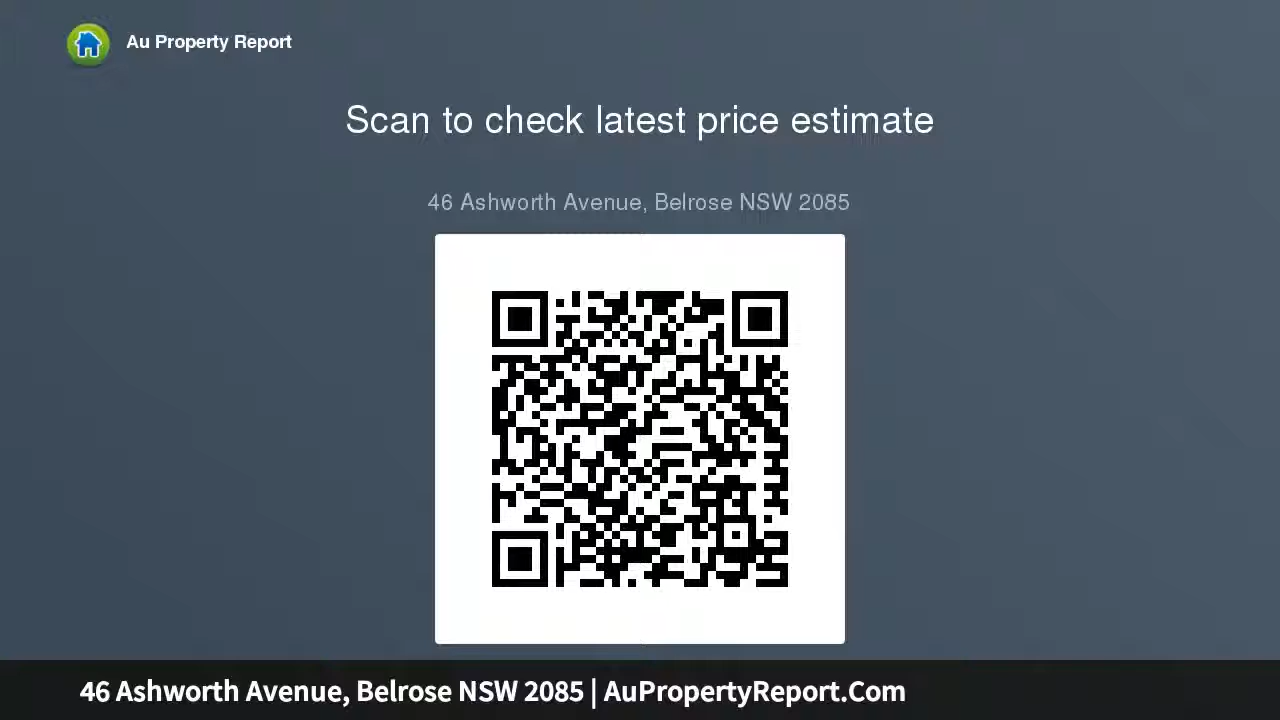 Au Property Report
Scan to check latest price estimate
46 Ashworth Avenue, Belrose NSW 2085
46 Ashworth Avenue, Belrose NSW 2085 | AuPropertyReport.Com